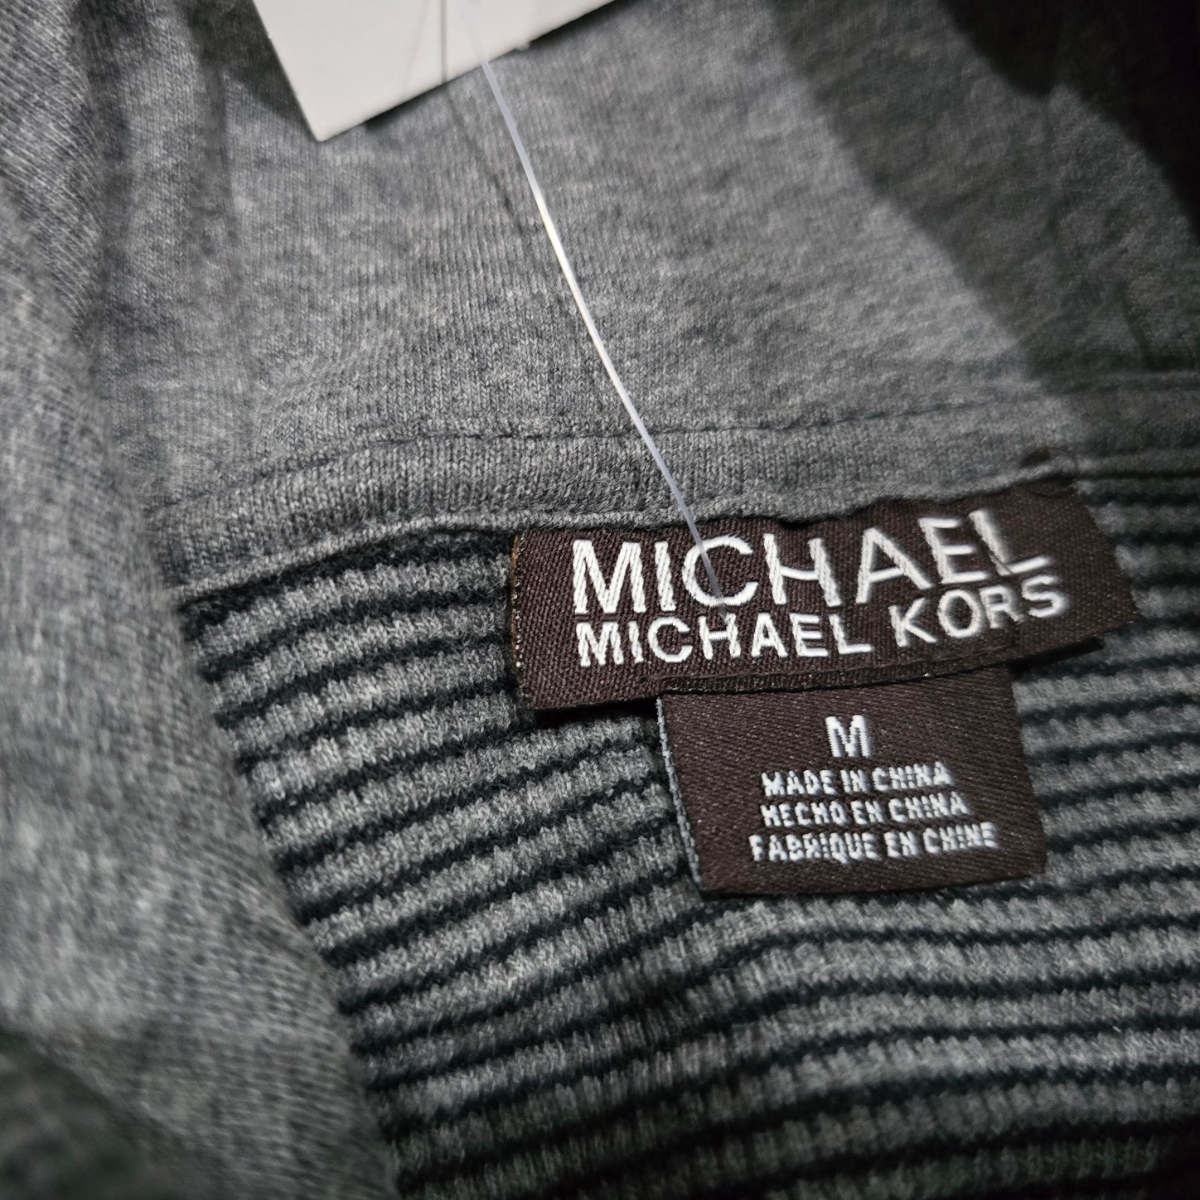 MICHAEL
MICHAEL KORS
M
MADE IN CHINA
HECHO EN CHINA
FABRIQUE EN CHINE